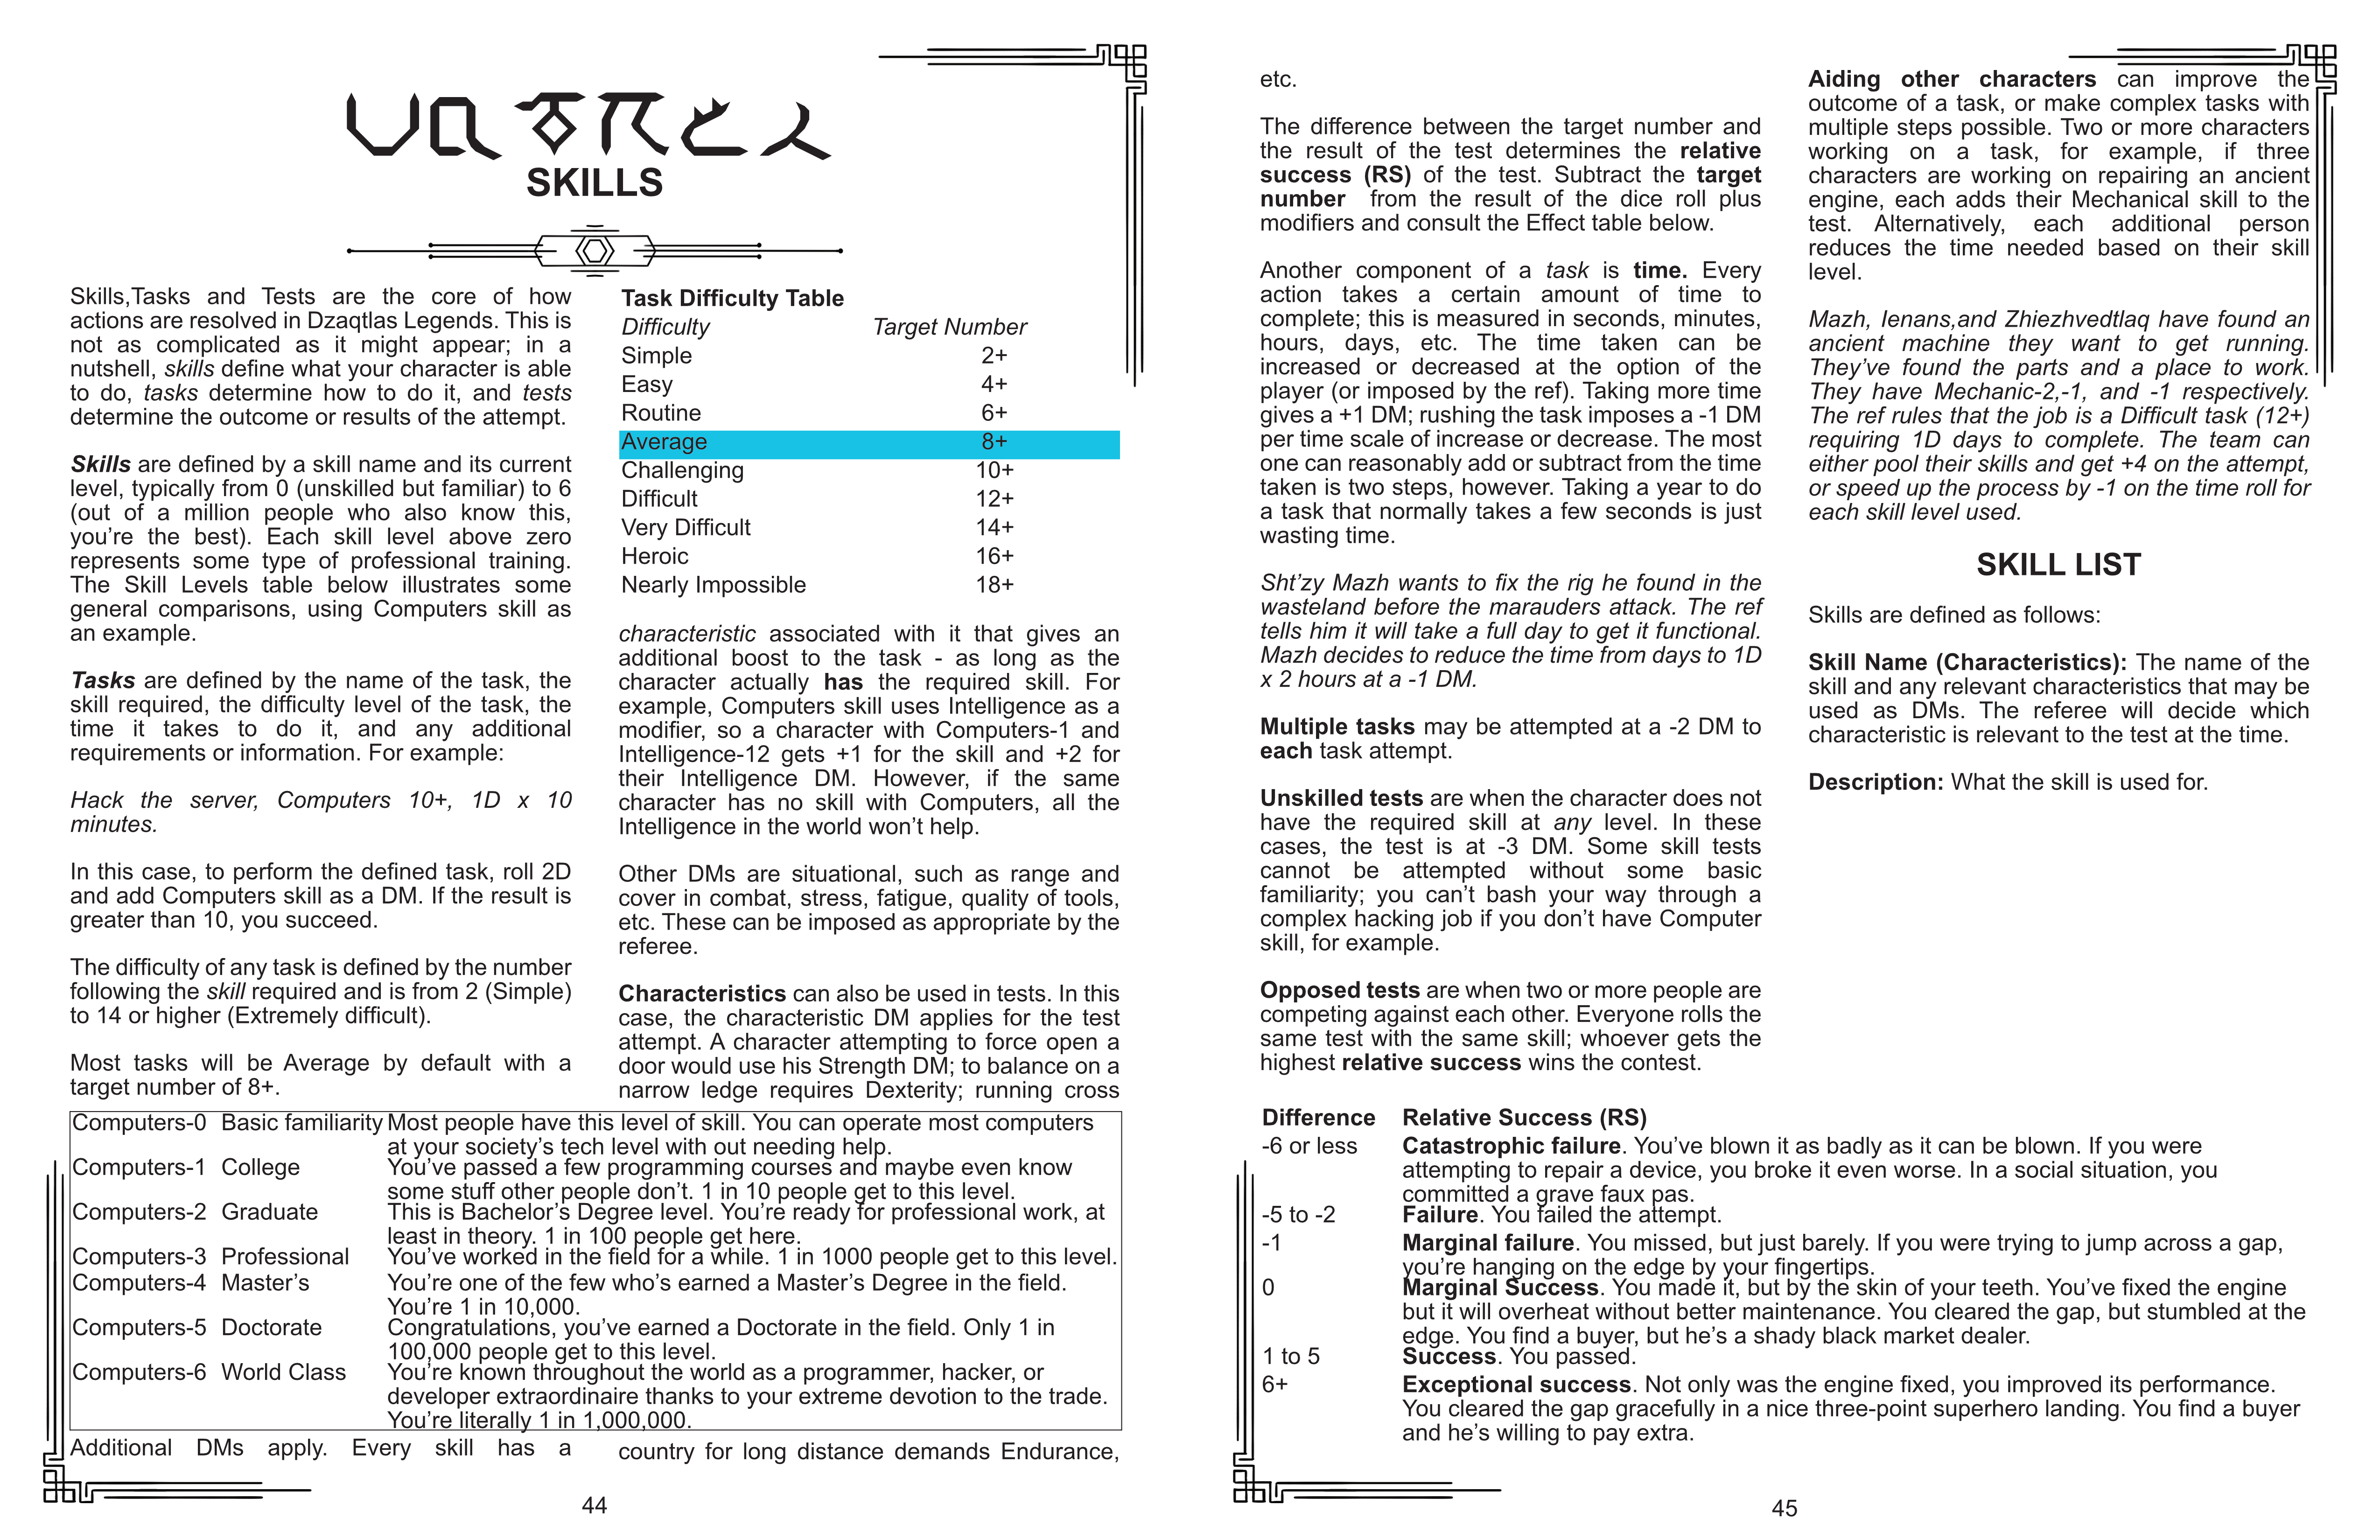 SKILLS
Skills,Tasks and Tests are the core of how
actions are resolved in Dzaqtlas Legends. This is
not as complicated as it might appear; in a
nutshell, skills define what your character is able
to do, tasks determine how to do it, and tests
determine the outcome or results of the attempt.
Skills are defined by a skill name and its current
level, typically from 0 (unskilled but familiar) to 6
(out of a million people who also know this,
you're the best). Each skill level above zero
represents some type of professional training.
The Skill Levels table below illustrates some
general comparisons, using Computers skill as
an example.
Tasks are defined by the name of the task, the
skill required, the difficulty level of the task, the
time it takes to do it, and any additional
requirements or information. For example:
Hack the server, Computers 10+, 1D x 10
minutes.
In this case, to perform the defined task, roll 2D
and add Computers skill as a DM. If the result is
greater than 10, you succeed.
The difficulty of any task is defined by the number
following the skill required and is from 2 (Simple)
to 14 or higher (Extremely difficult).
Most tasks will be Average by default with a
target number of 8+.
Computers-0 Basic familiarity Most people have this level of skill. You can operate most computers
at your society's tech level with out needing help.
Computers-1 College You've passed a few programming courses and maybe even know
some stuff other people don't. 1 in 10 people get to this level.
Computers-2 Graduate This is Bachelor's Degree level. You're ready for professional work, at
least in theory. 1 in 100 people get here.
Computers-3 Professional You've worked in the field for a while. 1 in 1000 people get to this level.
Computers-4 Master's You're one of the few who's earned a Master's Degree in the field.
You're 1 in 10,000.
Computers-5 Doctorate Congratulations, you've earned a Doctorate in the field. Only 1 in
100,000 people get to this level.
Computers-6 World Class You're known throughout the world as a programmer, hacker, or
developer extraordinaire thanks to your extreme devotion to the trade.
You're literally 1 in 1,000,000.
Additional DMs apply. Every skill has a
Task Difficulty Table
Difficulty Target Number
Simple 2+
Easy 4+
Routine 6+
Average 8+
Challenging 10+
Difficult 12+
Very Difficult 14+
Heroic 16+
Nearly Impossible 18+
characteristic associated with it that gives an
additional boost to the task - as long as the
character actually has the required skill. For
example, Computers skill uses Intelligence as a
modifier, so a character with Computers-1 and
Intelligence-12 gets +1 for the skill and +2 for
their Intelligence DM. However, if the same
character has no skill with Computers, all the
Intelligence in the world won't help.
Other DMs are situational, such as range and
cover in combat, stress, fatigue, quality of tools,
etc. These can be imposed as appropriate by the
referee.
Characteristics can also be used in tests. In this
case, the characteristic DM applies for the test
attempt. A character attempting to force open a
door would use his Strength DM; to balance on a
narrow ledge requires Dexterity; running cross
country for long distance demands Endurance,
44
etc.
The difference between the target number and
the result of the test determines the relative
success (RS) of the test. Subtract the target
number from the result of the dice roll plus
modifiers and consult the Effect table below.
Another component of a task is time. Every
action takes a certain amount of time to
complete; this is measured in seconds, minutes,
hours, days, etc. The time taken can be
increased or decreased at the option of the
player (or imposed by the ref). Taking more time
gives a +1 DM; rushing the task imposes a -1 DM
per time scale of increase or decrease. The most
one can reasonably add or subtract from the time
taken is two steps, however. Taking a year to do
a task that normally takes a few seconds is just
wasting time.
Sht'zy Mazh wants to fix the rig he found in the
wasteland before the marauders attack. The ref
tells him it will take a full day to get it functional.
Mazh decides to reduce the time from days to 1D
x 2 hours at a -1 DM.
Multiple tasks may be attempted at a -2 DM to
each task attempt.
Unskilled tests are when the character does not
have the required skill at any level. In these
cases, the test is at -3 DM. Some skill tests
cannot be attempted without some basic
familiarity; you can't bash your way through a
complex hacking job if you don't have Computer
skill, for example.
Opposed tests are when two or more people are
competing against each other. Everyone rolls the
same test with the same skill; whoever gets the
highest relative success wins the contest.
Aiding other characters can improve the
outcome of a task, or make complex tasks with
multiple steps possible. Two or more characters
working on a task, for example, if three
characters are working on repairing an ancient
engine, each adds their Mechanical skill to the
test. Alternatively, each additional person
reduces the time needed based on their skill
level.
Mazh, Ienans,and Zhiezhvedtlaq have found an
ancient machine they want to get running.
They've found the parts and a place to work.
They have Mechanic-2,-1, and -1 respectively.
The ref rules that the job is a Difficult task (12+)
requiring 1D days to complete. The team can
either pool their skills and get +4 on the attempt,
or speed up the process by -1 on the time roll for
each skill level used.
SKILL LIST
Skills are defined as follows:
Skill Name (Characteristics): The name of the
skill and any relevant characteristics that may be
used as DMs. The referee will decide which
characteristic is relevant to the test at the time.
Description: What the skill is used for.
Difference Relative Success (RS)
-6 or less Catastrophic failure. You've blown it as badly as it can be blown. If you were
attempting to repair a device, you broke it even worse. In a social situation, you
committed a grave faux pas.
-5 to -2 Failure. You failed the attempt.
-1 Marginal failure. You missed, but just barely. If you were trying to jump across a gap,
you're hanging on the edge by your fingertips.
0 Marginal Success. You made it, but by the skin of your teeth. You've fixed the engine
but it will overheat without better maintenance. You cleared the gap, but stumbled at the
edge. You find a buyer, but he's a shady black market dealer.
1 to 5 Success. You passed.
6+ Exceptional success. Not only was the engine fixed, you improved its performance.
You cleared the gap gracefully in a nice three-point superhero landing. You find a buyer
and he's willing to pay extra.
45